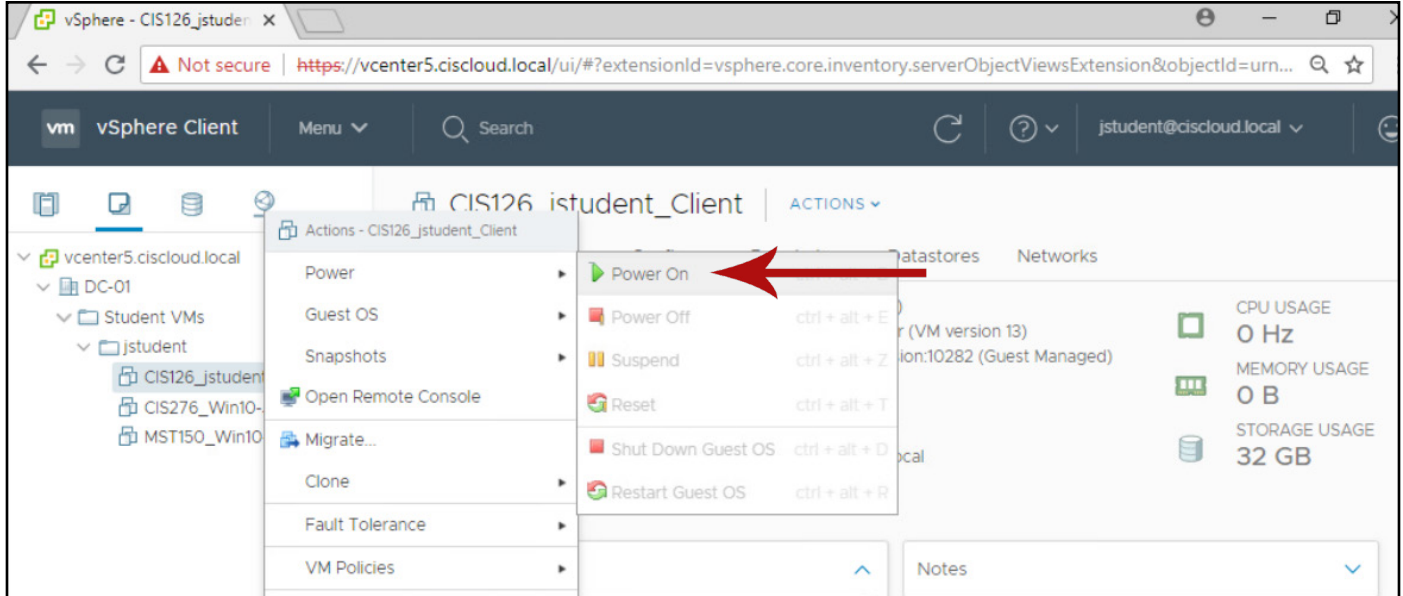 vSphere - CIS126_jstuden
Not secure | https://vcenter5.ciscloud.local/ui/#?extensionId=vsphere.core.inventory.serverObjectViewsExtension&objectId=urn...
vm vSphere Client Menu Search jstudent@ciscloud.local
CIS126_jstudent_Client ACTIONS
Actions - CIS126_jstudent_Client
vcenter5.ciscloud.local
DC-01
Student VMs
jstudent
CIS126_jstudent
CIS276_Win10-
MST150_Win10
Power
Guest OS
Snapshots
Open Remote Console
Migrate...
Clone
Fault Tolerance
VM Policies
Power On
Power Off ctrl + alt + E
Suspend ctrl + alt + Z
Reset ctrl + alt + T
Shut Down Guest OS ctrl + alt + D
Restart Guest OS ctrl + alt + R
Datastores Networks
r (VM version 13)
ion:10282 (Guest Managed)
ocal
CPU USAGE
0 Hz
MEMORY USAGE
0 B
STORAGE USAGE
32 GB
Notes